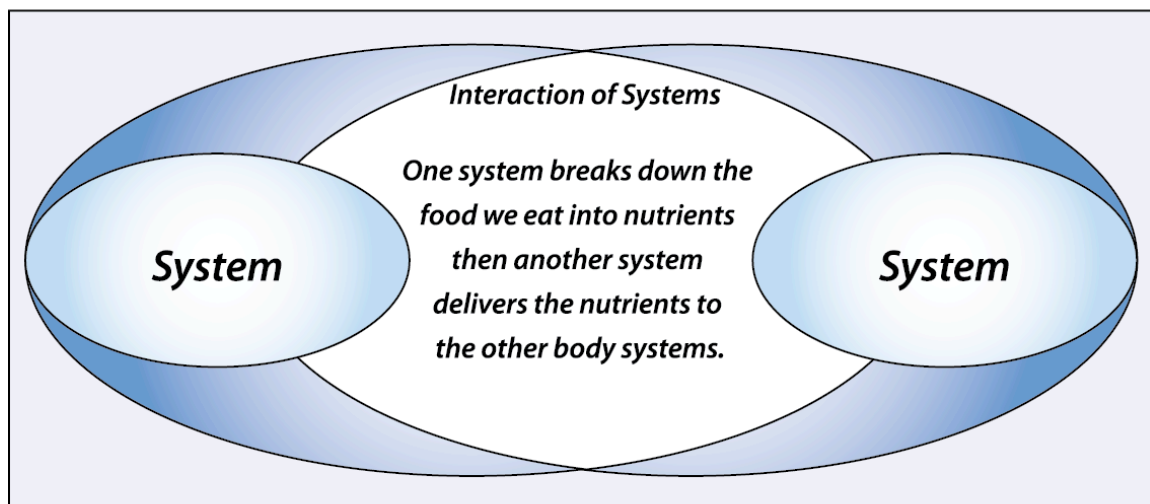 Interaction of Systems
One system breaks down the
food we eat into nutrients
then another system
delivers the nutrients to
the other body systems.
System
System